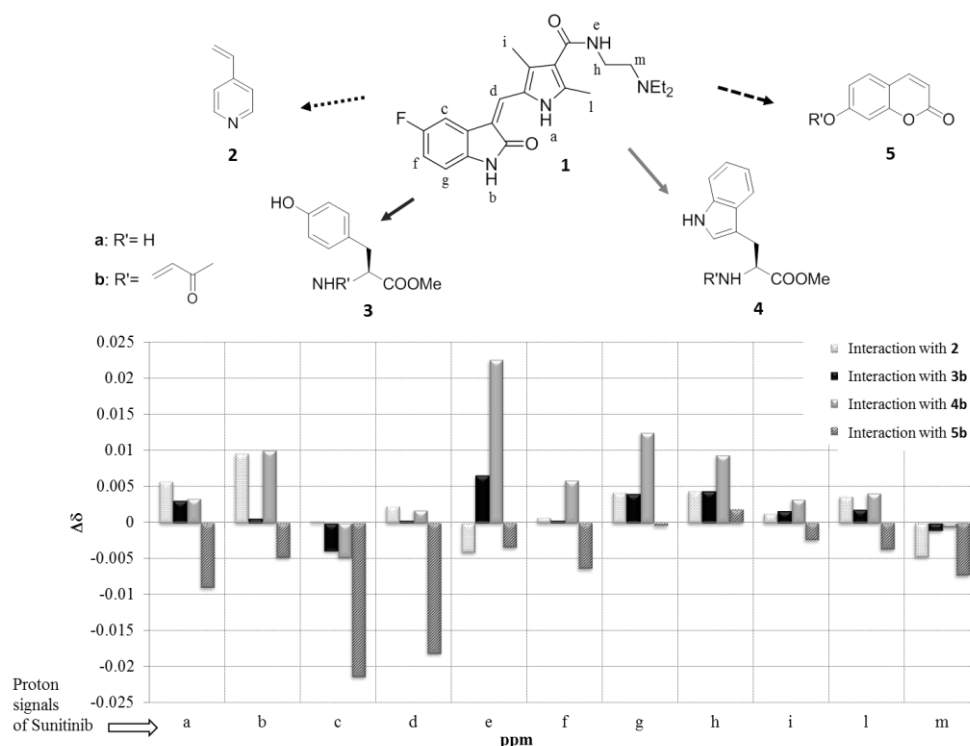 i
e
NH
O
m
h
NEt₂
d
c
N
H
l
a
F
O
f
g
N
H
b
1
N
2
R'O
O
O
5
HO
NHR'
COOMe
3
HN
R'HN
COOMe
4
a: R'= H
b: R'=
O
Interaction with 2
Interaction with 3b
Interaction with 4b
Interaction with 5b
Δδ
0.025
0.02
0.015
0.01
0.005
0
-0.005
-0.01
-0.015
-0.02
-0.025
Proton
signals
of Sunitinib
a b c d e f g h i l m
ppm